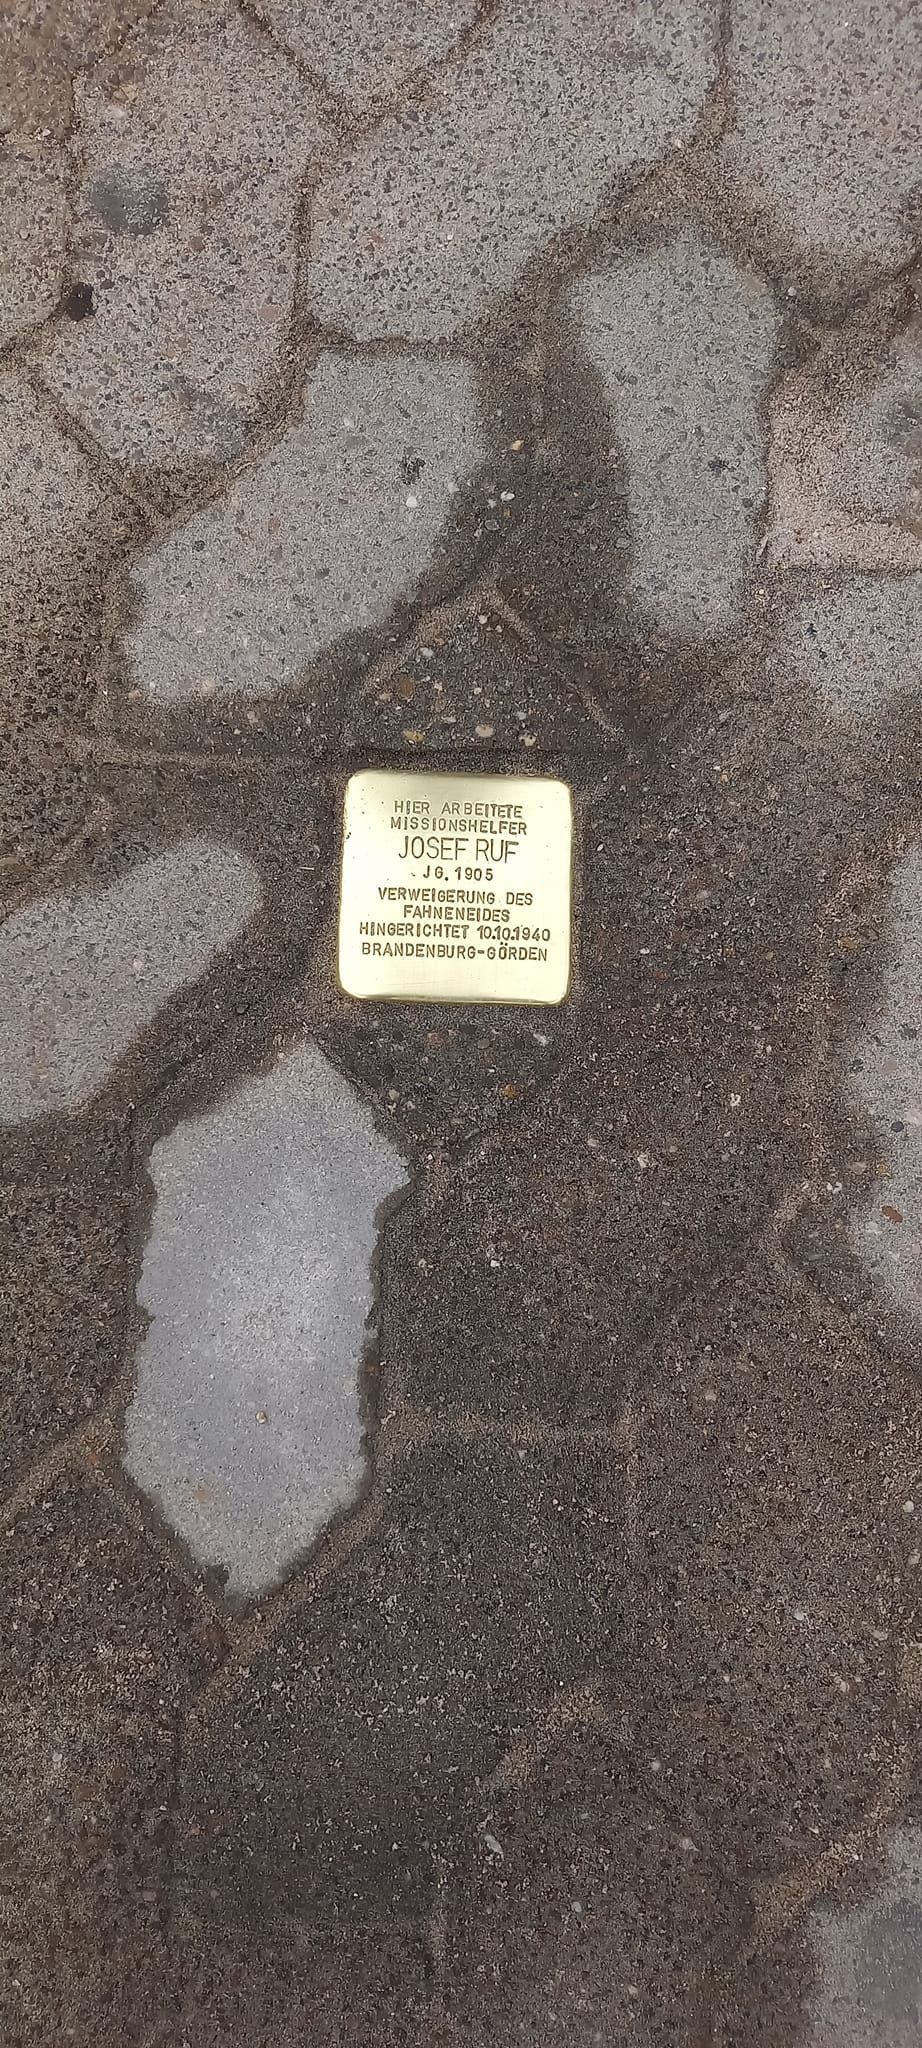 HIER ARBEITETE
MISSIONSHELFER
JOSEF RUF
JG. 1905
VERWEIGERUNG DES
FAHNENEIDES
HINGERICHTET 10.10.1940
BRANDENBURG-GÖRDEN